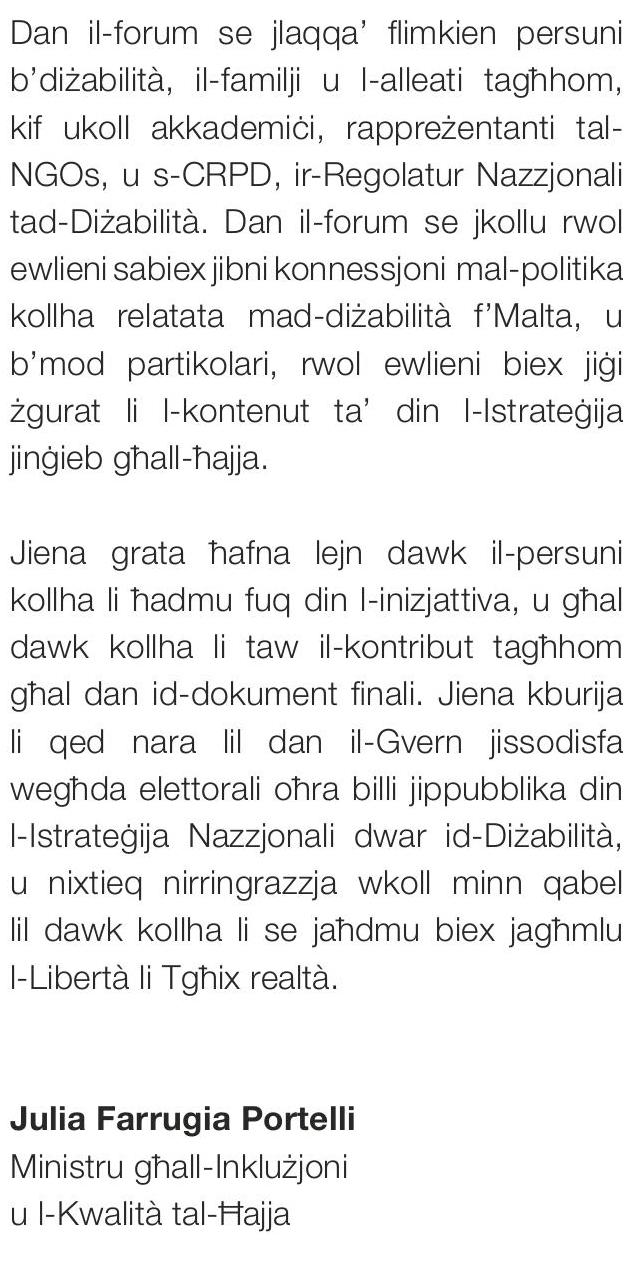 Dan il-forum se jlaqqa’ flimkien persuni
b’diżabilità, il-familji u l-alleati tagħhom,
kif ukoll akkademiċi, rappreżentanti tal-
NGOs, u s-CRPD, ir-Regolatur Nazzjonali
tad-Diżabilità. Dan il-forum se jkollu rwol
ewlieni sabiex jibni konnessjoni mal-politika
kollha relatata mad-diżabilità f’Malta, u
b’mod partikolari, rwol ewlieni biex jiġi
żgurat li l-kontenut ta’ din l-Istrateġija
jinġieb għall-ħajja.

Jiena grata ħafna lejn dawk il-persuni
kollha li ħadmu fuq din l-inizjattiva, u għal
dawk kollha li taw il-kontribut tagħhom
għal dan id-dokument finali. Jiena kburija
li qed nara lil dan il-Gvern jissodisfa
wegħda elettorali oħra billi jippubblika din
l-Istrateġija Nazzjonali dwar id-Diżabilità,
u nixtieq nirringrazzja wkoll minn qabel
lil dawk kollha li se jaħdmu biex jagħmlu
l-Libertà li Tgħix realtà.

Julia Farrugia Portelli
Ministru għall-Inklużjoni
u l-Kwalità tal-Ħajja